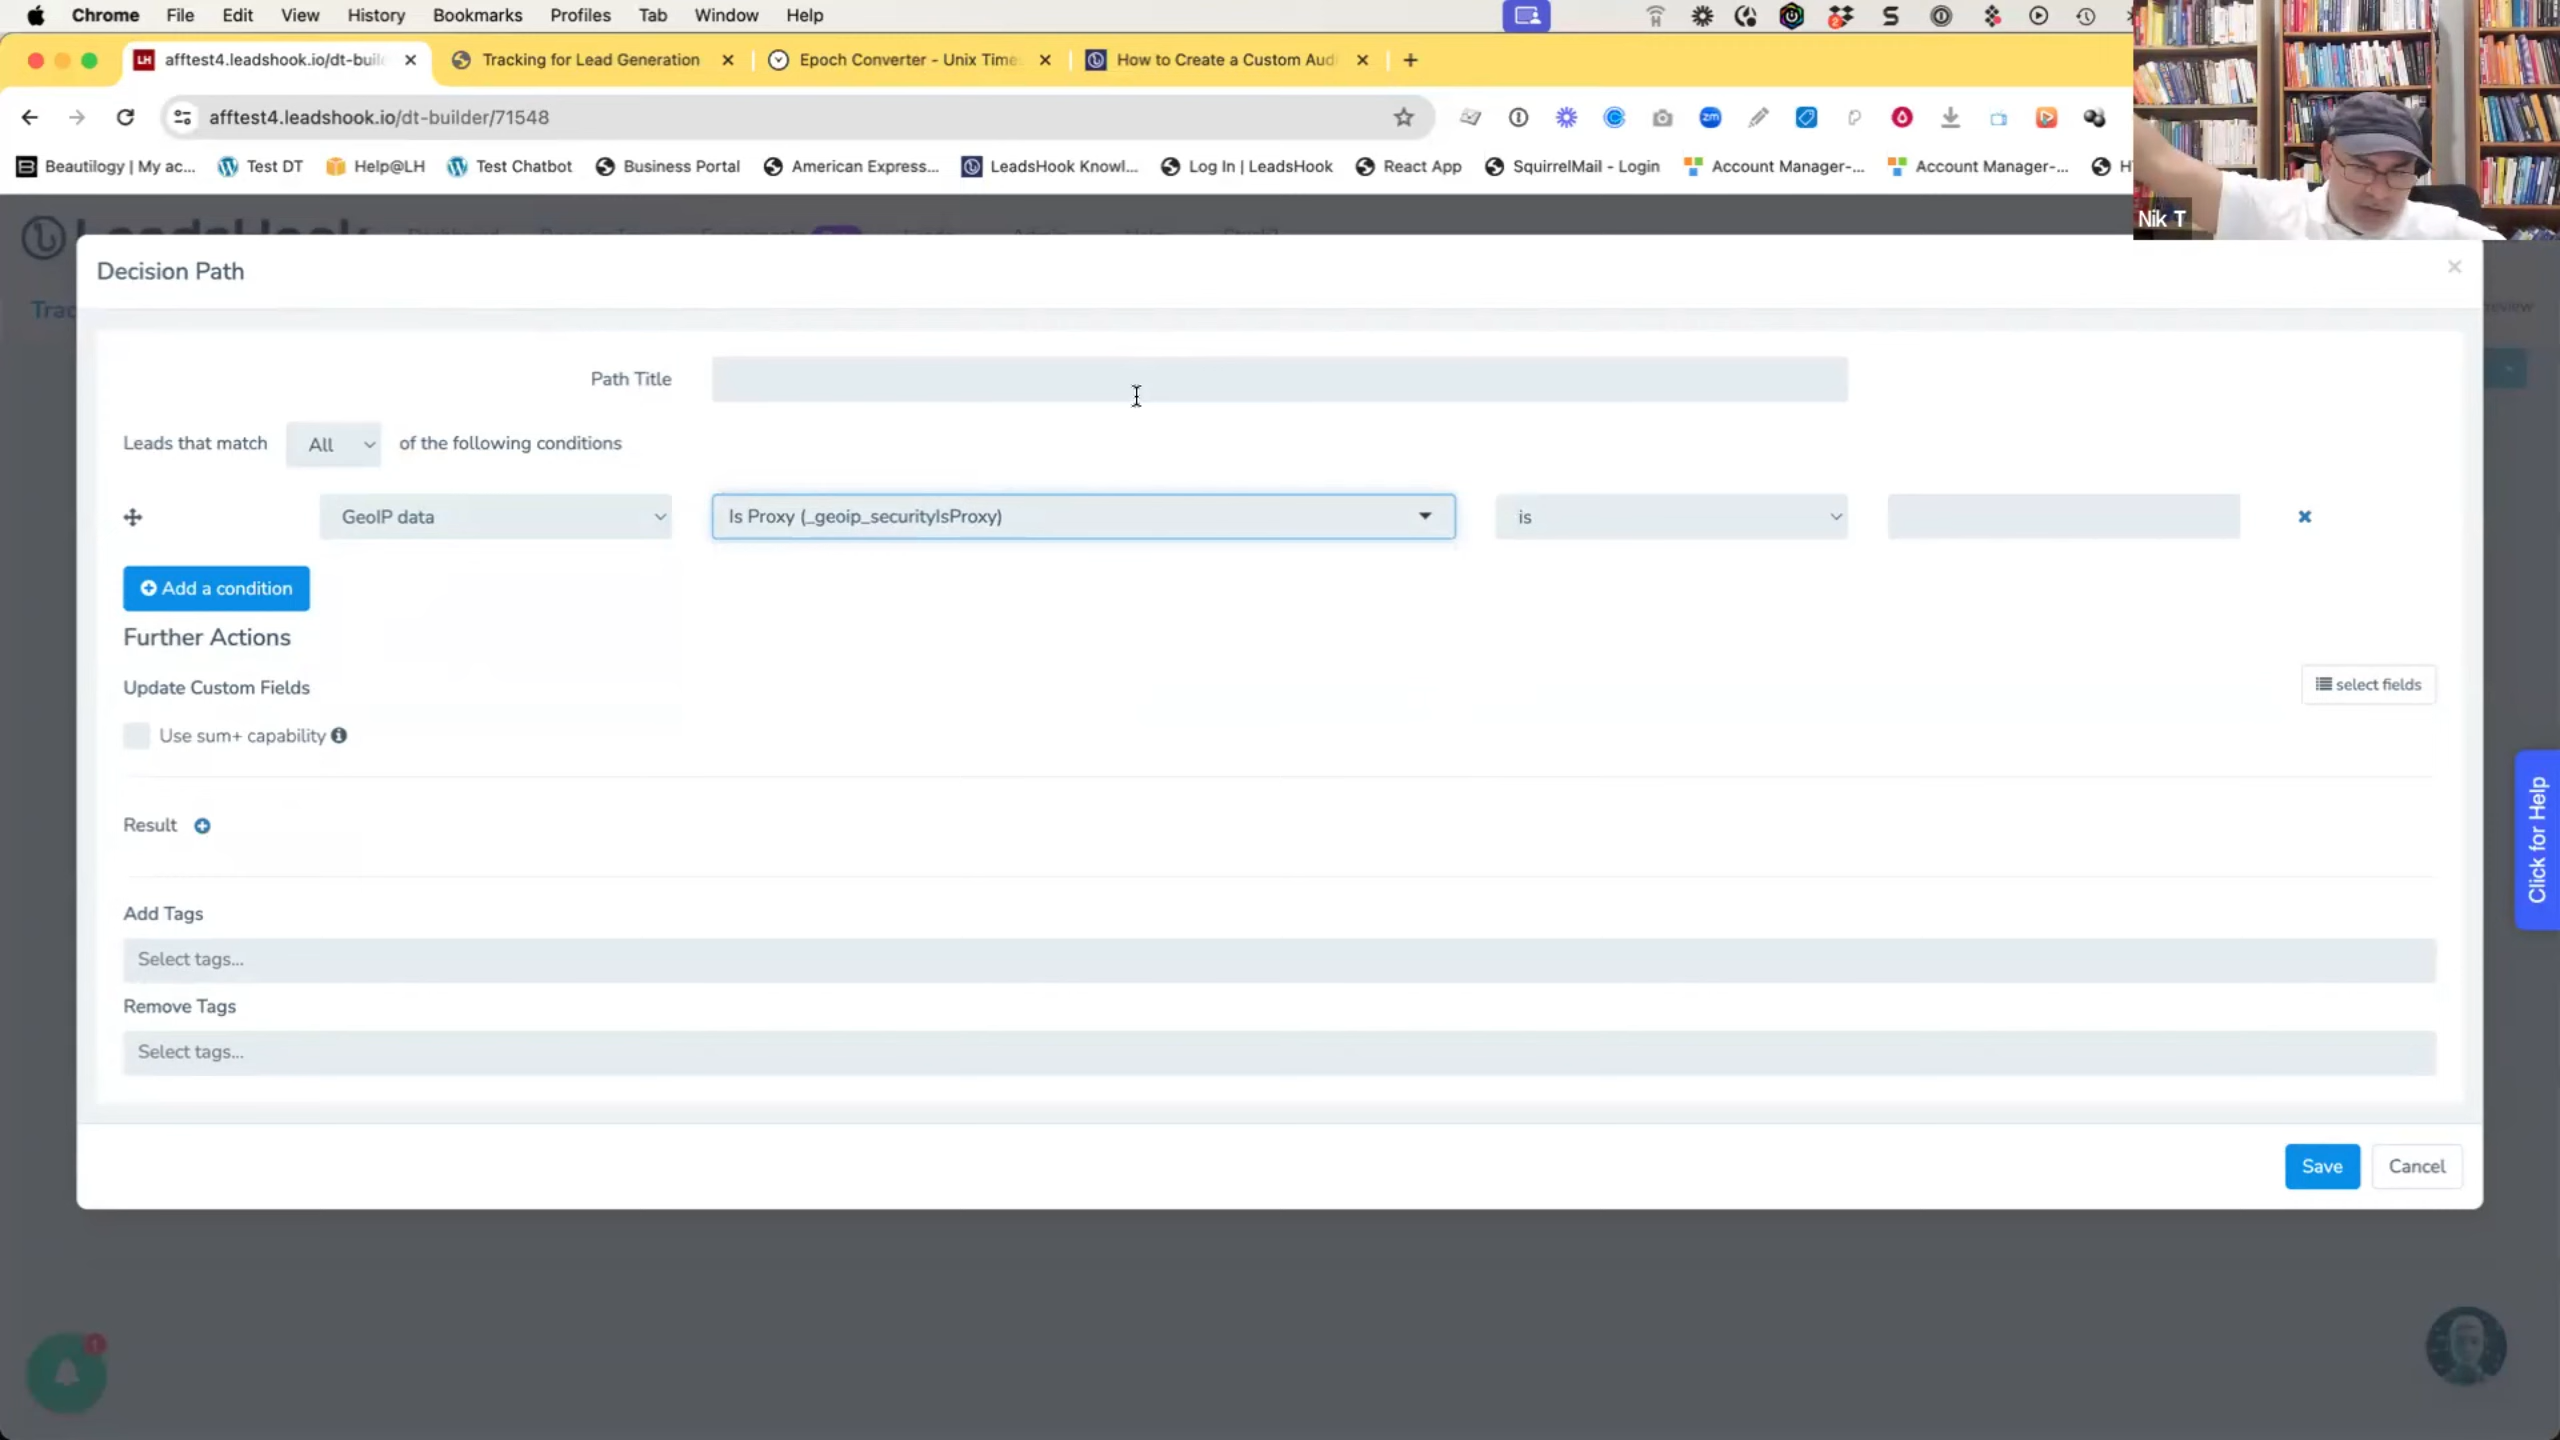 Chrome File Edit View History Bookmarks Profiles Tab Window Help
afftest4.leadshook.io/dt-buil
Tracking for Lead Generation
Epoch Converter - Unix Time
How to Create a Custom Audi
afftest4.leadshook.io/dt-builder/71548
Beautilogy | My ac...
Test DT
Help@LH
Test Chatbot
Business Portal
American Express...
LeadsHook Knowl...
Log In | LeadsHook
React App
SquirrelMail - Login
Account Manager-...
Account Manager-...
Nik T
LeadsHook
Decision Path
Path Title
Leads that match All of the following conditions
GeoIP data
Is Proxy (_geoip_securityIsProxy)
is
Add a condition
Further Actions
Update Custom Fields
select fields
Use sum+ capability
Result
Add Tags
Select tags...
Remove Tags
Select tags...
Save
Cancel
Click for Help
1